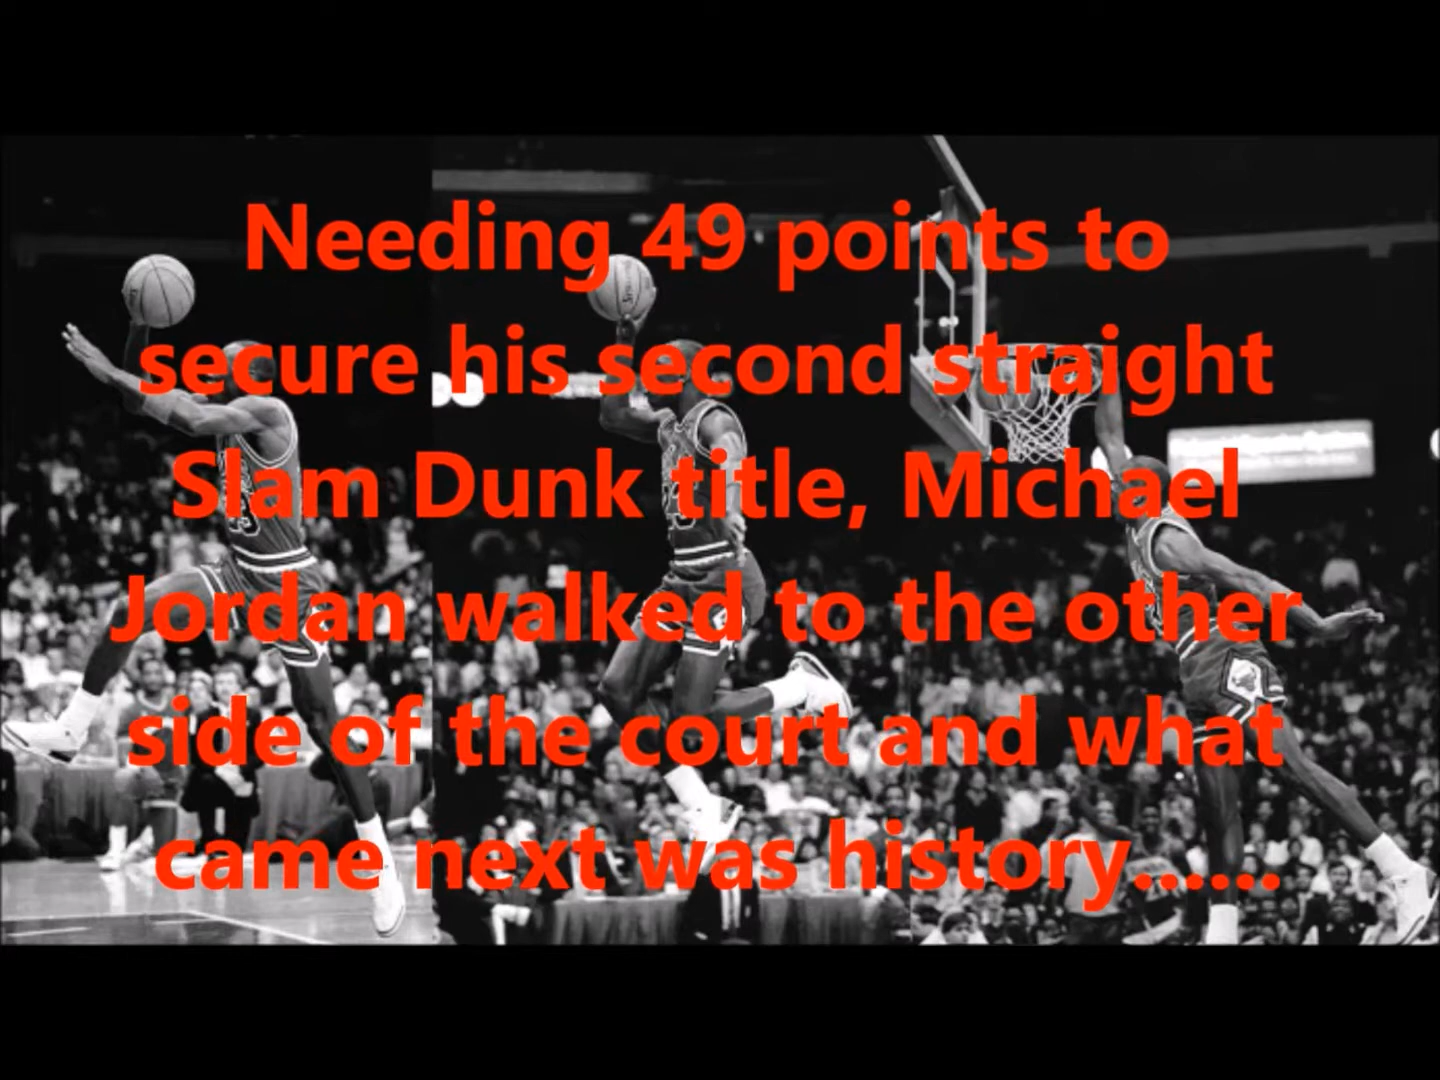 Needing 49 points to
secure his second straight
Slam Dunk title, Michael
Jordan walked to the other
side of the court and what
came next was history......